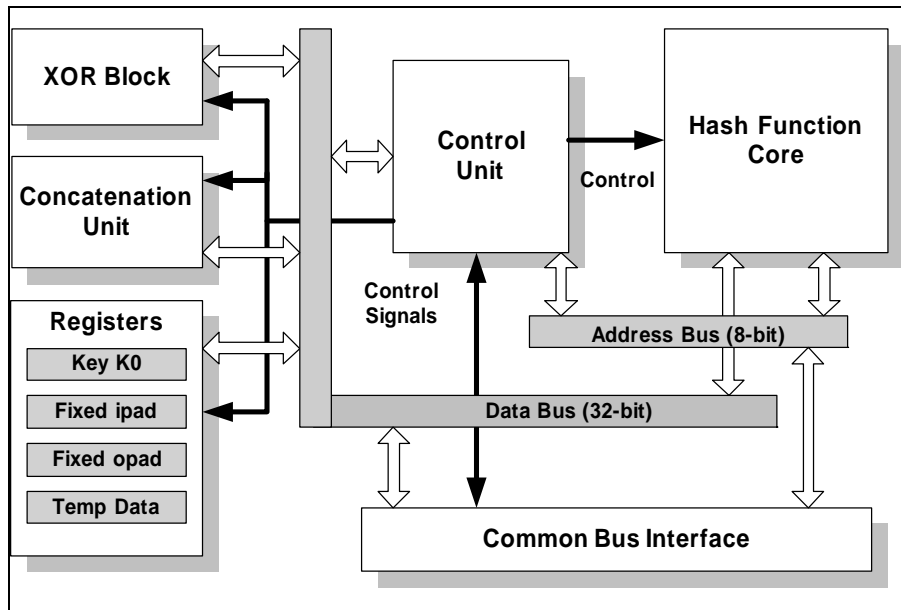 XOR Block
Concatenation
Unit
Registers
Key K0
Fixed ipad
Fixed opad
Temp Data
Control
Unit
Control
Hash Function
Core
Control
Signals
Address Bus (8-bit)
Data Bus (32-bit)
Common Bus Interface